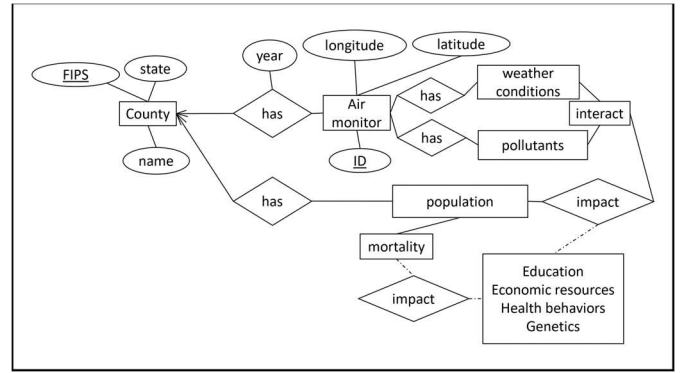 longitude
latitude
year
FIPS
state
weather
conditions
has
County
has
Air
monitor
interact
has
pollutants
name
ID
has
population
impact
mortality
Education
Economic resources
Health behaviors
Genetics
impact